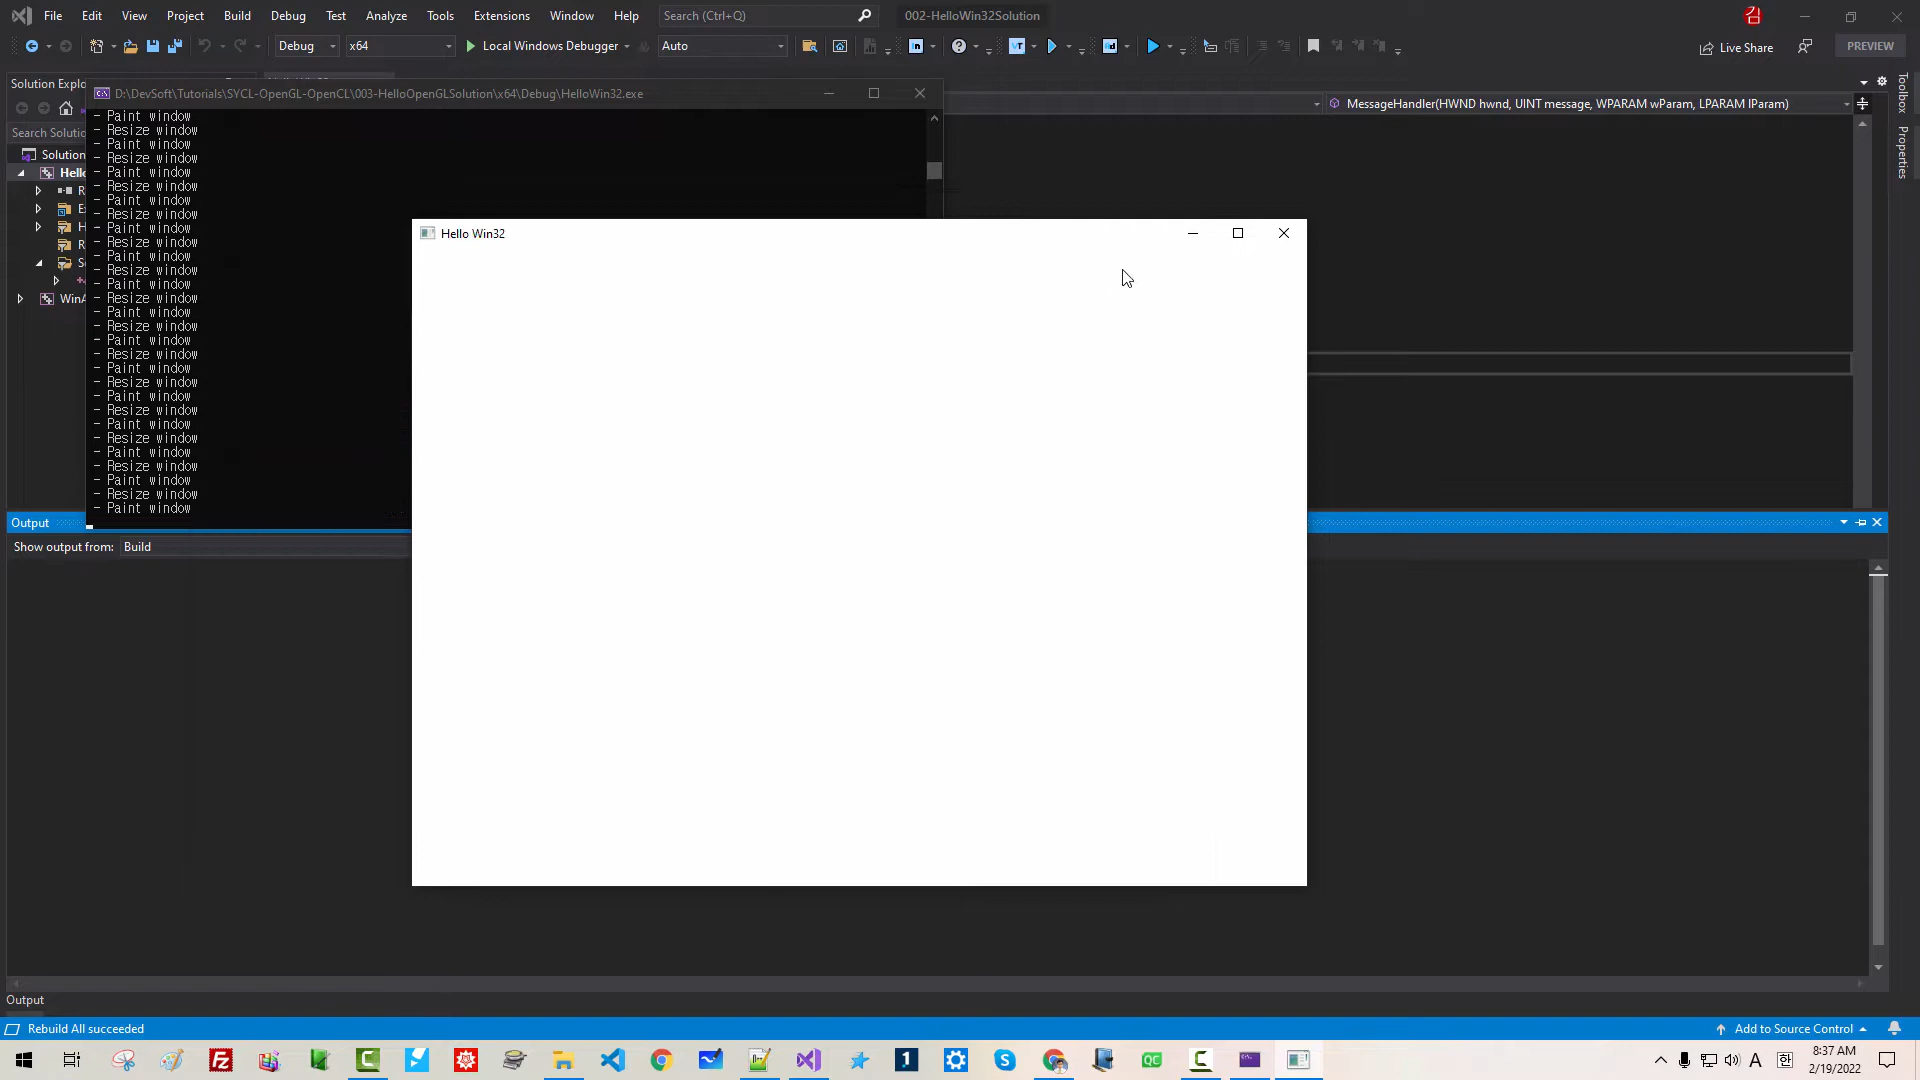 File Edit View Project Build Debug Test Analyze Tools Extensions Window Help Search (Ctrl+Q) 002-HelloWin32Solution 김
Debug x64 Local Windows Debugger Auto Live Share PREVIEW
Solution Explo
D:\DevSoft\Tutorials\SYCL-OpenGL-OpenCL\003-HelloOpenGLSolution\x64\Debug\HelloWin32.exe
MessageHandler(HWND hwnd, UINT message, WPARAM wParam, LPARAM lParam)
Toolbox
Properties
Search Solutio
Solution
Hello
WinA
- Paint window
- Resize window
- Paint window
- Resize window
- Paint window
- Resize window
- Paint window
- Resize window
- Paint window
- Resize window
- Paint window
- Resize window
- Paint window
- Resize window
- Paint window
- Resize window
- Paint window
- Resize window
- Paint window
- Resize window
- Paint window
- Resize window
- Paint window
- Resize window
- Paint window
- Resize window
- Paint window
- Resize window
- Paint window
Hello Win32
Output
Show output from: Build
Output
Rebuild All succeeded Add to Source Control
A 한 8:37 AM
2/19/2022